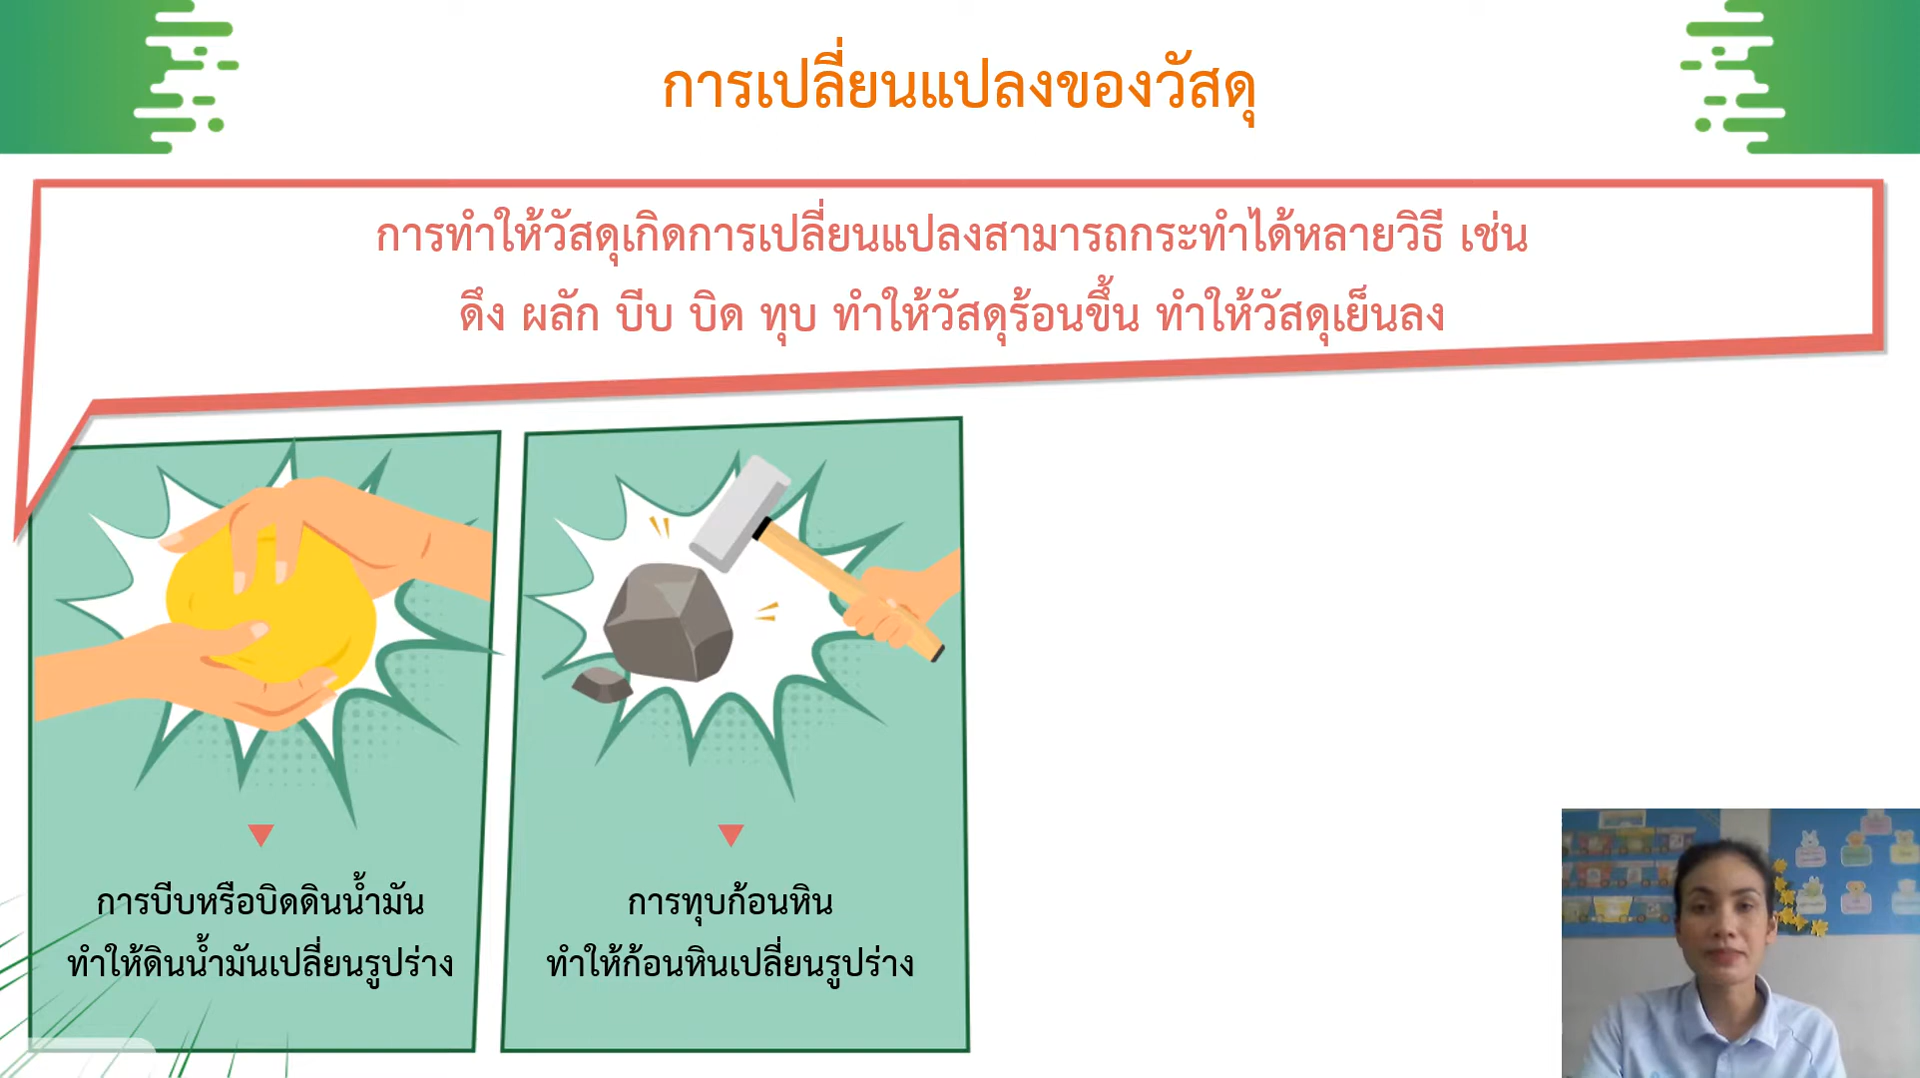 การเปลี่ยนแปลงของวัสดุ
การทำให้วัสดุเกิดการเปลี่ยนแปลงสามารถกระทำได้หลายวิธี เช่น
ดึง ผลัก บีบ บิด ทุบ ทำให้วัสดุร้อนขึ้น ทำให้วัสดุเย็นลง
การบีบหรือบิดดินน้ำมัน
ทำให้ดินน้ำมันเปลี่ยนรูปร่าง
การทุบก้อนหิน
ทำให้ก้อนหินเปลี่ยนรูปร่าง